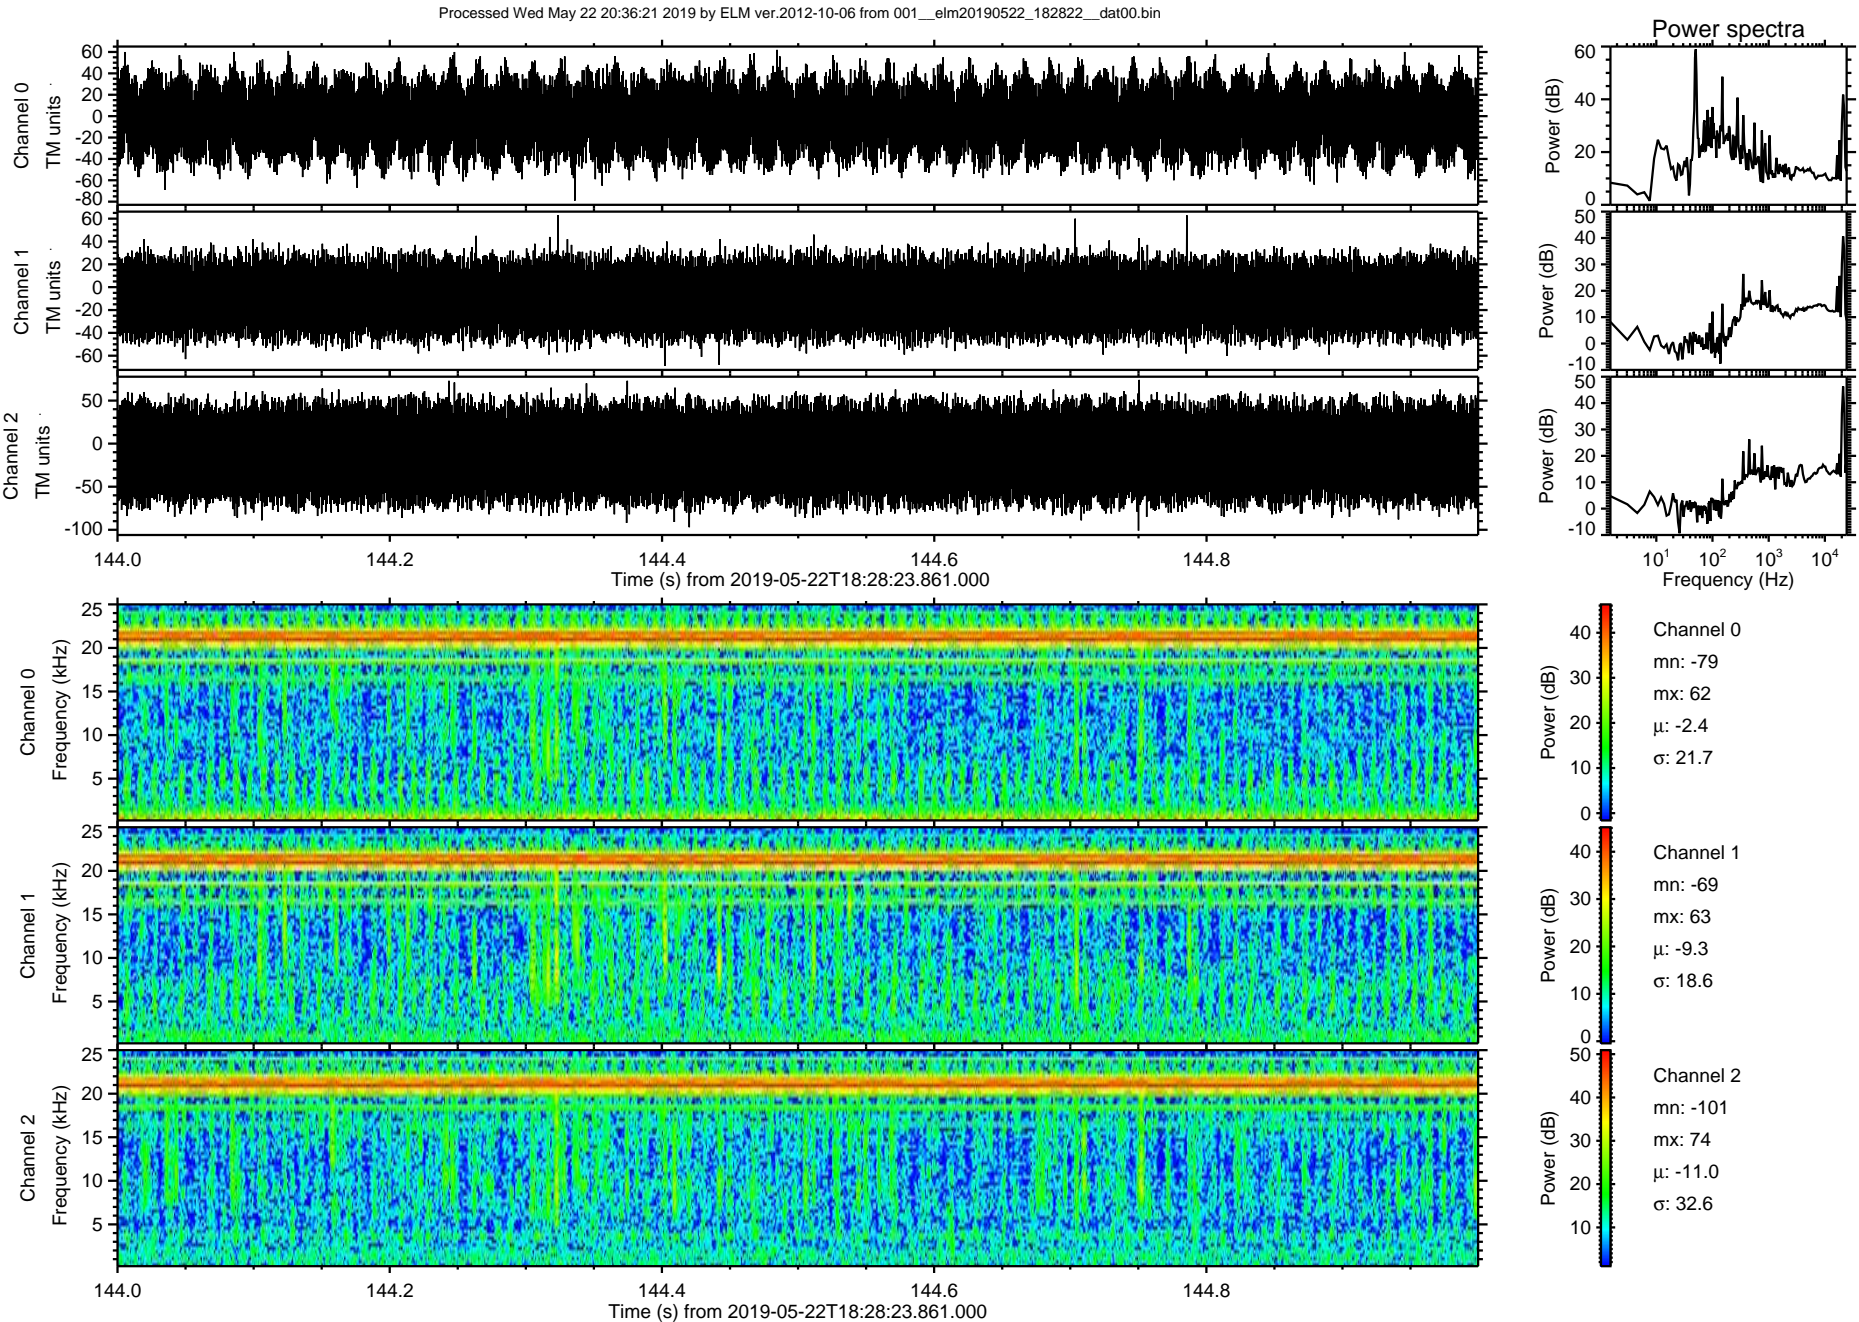 Processed Wed May 22 20:36:21 2019 by ELM ver.2012-10-06 from 001__elm20190522_182822__dat00.bin
Power spectra
Channel 0
TM units
60
40
20
0
-20
-40
-60
-80
Power (dB)
60
40
20
0
Channel 1
TM units
60
40
20
0
-20
-40
-60
Power (dB)
50
40
30
20
10
0
-10
Channel 2
TM units
50
0
-50
-100
Power (dB)
50
40
30
20
10
0
-10
144.0 144.2 144.4 144.6 144.8
Time (s) from 2019-05-22T18:28:23.861.000
10^1 10^2 10^3 10^4
Frequency (Hz)
Channel 0
Frequency (kHz)
25
20
15
10
5
Power (dB)
40
30
20
10
0
Channel 0
mn: -79
mx: 62
μ: -2.4
σ: 21.7
Channel 1
Frequency (kHz)
25
20
15
10
5
Power (dB)
40
30
20
10
0
Channel 1
mn: -69
mx: 63
μ: -9.3
σ: 18.6
Channel 2
Frequency (kHz)
25
20
15
10
5
Power (dB)
50
40
30
20
10
Channel 2
mn: -101
mx: 74
μ: -11.0
σ: 32.6
144.0 144.2 144.4 144.6 144.8
Time (s) from 2019-05-22T18:28:23.861.000